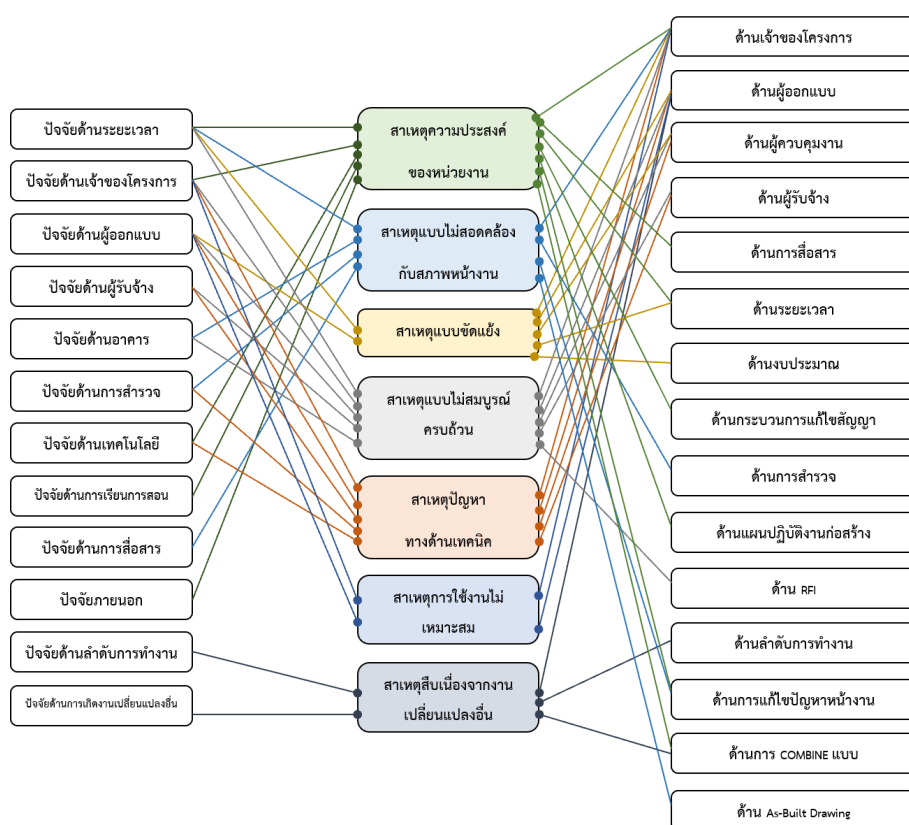 ปัจจัยด้านระยะเวลา
ปัจจัยด้านเจ้าของโครงการ
ปัจจัยด้านผู้ออกแบบ
ปัจจัยด้านผู้รับจ้าง
ปัจจัยด้านอาคาร
ปัจจัยด้านการสำรวจ
ปัจจัยด้านเทคโนโลยี
ปัจจัยด้านการเรียนการสอน
ปัจจัยด้านการสื่อสาร
ปัจจัยภายนอก
ปัจจัยด้านลำดับการทำงาน
ปัจจัยด้านการเกิดงานเปลี่ยนแปลงอื่น
สาเหตุความประสงค์
ของหน่วยงาน
สาเหตุแบบไม่สอดคล้อง
กับสภาพหน้างาน
สาเหตุแบบขัดแย้ง
สาเหตุแบบไม่สมบูรณ์
ครบถ้วน
สาเหตุปัญหา
ทางด้านเทคนิค
สาเหตุการใช้งานไม่
เหมาะสม
สาเหตุสืบเนื่องจากงาน
เปลี่ยนแปลงอื่น
ด้านเจ้าของโครงการ
ด้านผู้ออกแบบ
ด้านผู้ควบคุมงาน
ด้านผู้รับจ้าง
ด้านการสื่อสาร
ด้านระยะเวลา
ด้านงบประมาณ
ด้านกระบวนการแก้ไขสัญญา
ด้านการสำรวจ
ด้านแผนปฏิบัติงานก่อสร้าง
ด้าน RFI
ด้านลำดับการทำงาน
ด้านการแก้ไขปัญหาหน้างาน
ด้านการ COMBINE แบบ
ด้าน As-Built Drawing